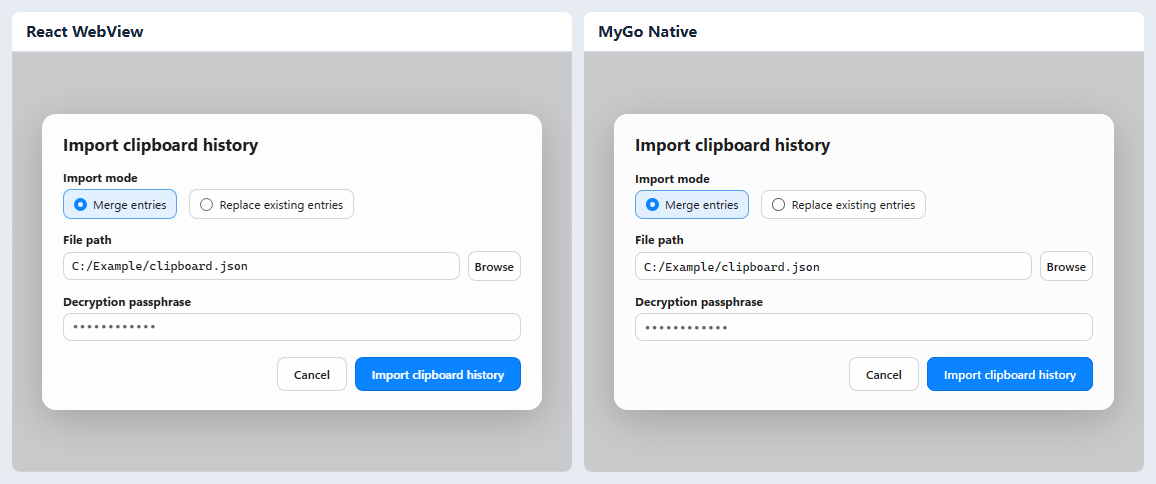 React WebView
Import clipboard history
Import mode
Merge entries Replace existing entries
File path
C:/Example/clipboard.json Browse
Decryption passphrase
••••••••••••
Cancel Import clipboard history
MyGo Native
Import clipboard history
Import mode
Merge entries Replace existing entries
File path
C:/Example/clipboard.json Browse
Decryption passphrase
••••••••••••
Cancel Import clipboard history